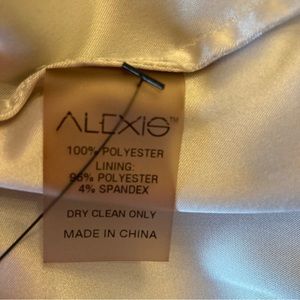 ALEXIS™
100% POLYESTER
LINING:
96% POLYESTER
4% SPANDEX
DRY CLEAN ONLY
MADE IN CHINA